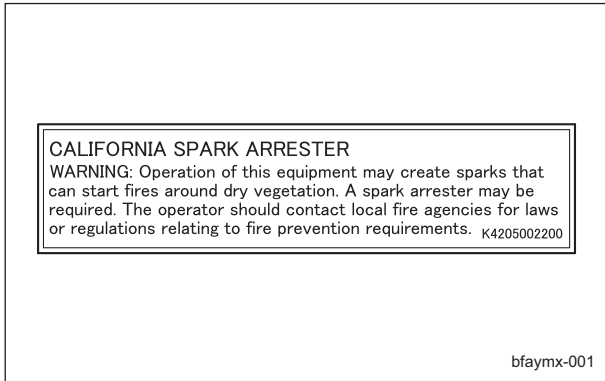 CALIFORNIA SPARK ARRESTER
WARNING: Operation of this equipment may create sparks that
can start fires around dry vegetation. A spark arrester may be
required. The operator should contact local fire agencies for laws
or regulations relating to fire prevention requirements. K4205002200
bfaymx-001